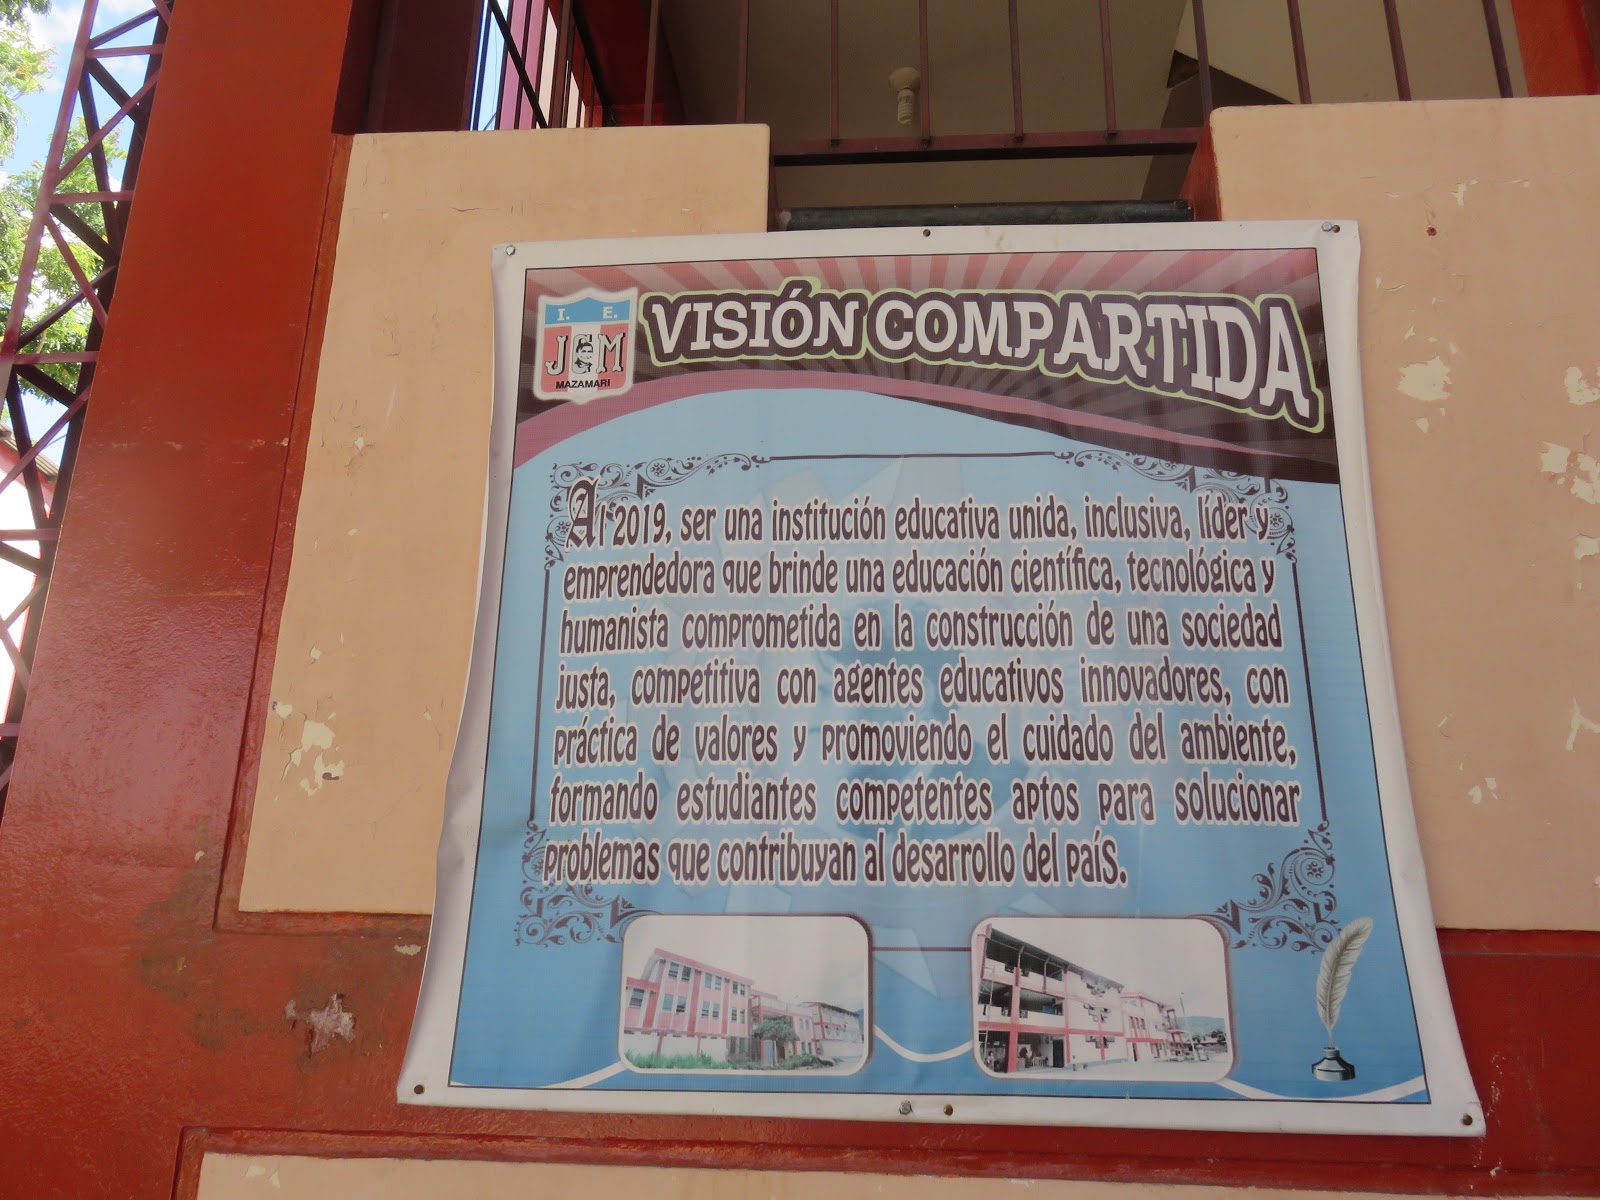 I. E.
JCM
MAZAMARI
VISIÓN COMPARTIDA
Al 2019, ser una institución educativa unida, inclusiva, líder y
emprendedora que brinde una educación científica, tecnológica y
humanista comprometida en la construcción de una sociedad
justa, competitiva con agentes educativos innovadores, con
práctica de valores y promoviendo el cuidado del ambiente,
formando estudiantes competentes aptos para solucionar
problemas que contribuyan al desarrollo del país.